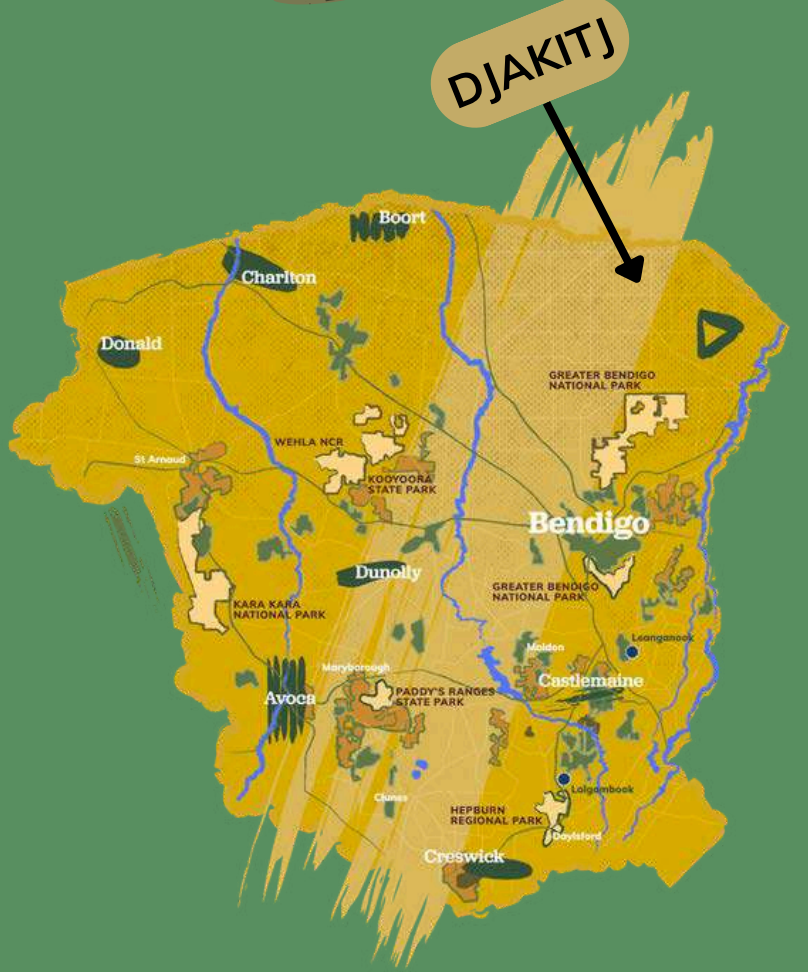 DJAKITJ
Boort
Charlton
Donald
GREATER BENDIGO
NATIONAL PARK
WEHLA NCR
St Arnaud
KOOYOORA
STATE PARK
Bendigo
Dunolly
GREATER BENDIGO
NATIONAL PARK
KARA KARA
NATIONAL PARK
Leanganook
Maldon
Maryborough
Castlemaine
Avoca
PADDY'S RANGES
STATE PARK
Clunes
Lalgambook
HEPBURN
REGIONAL PARK
Daylsford
Creswick